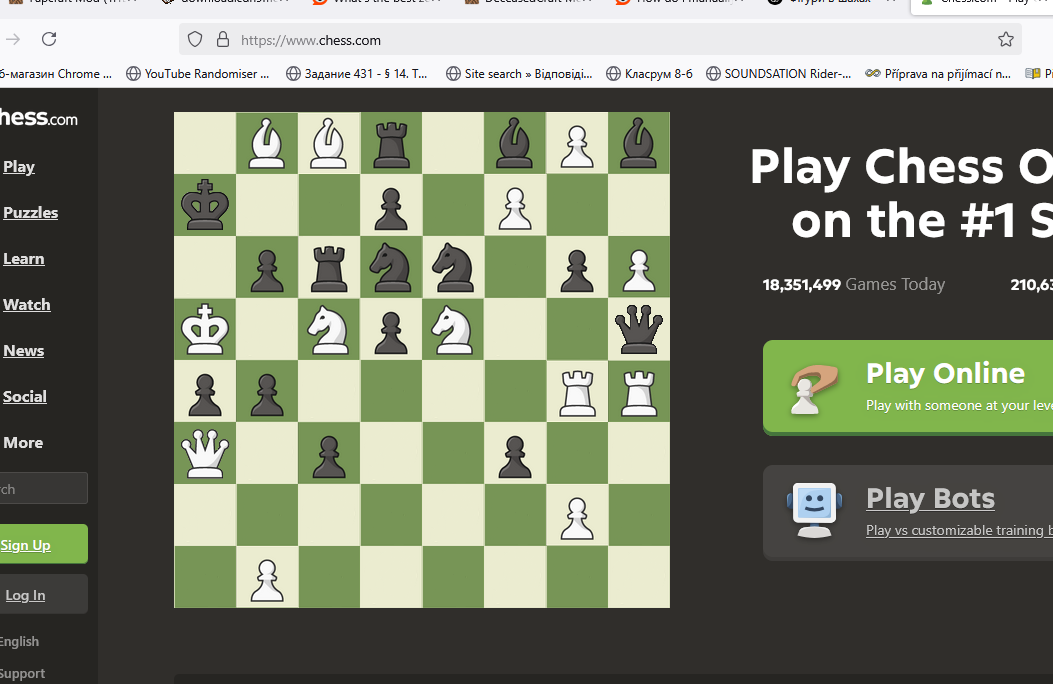 https://www.chess.com
б-магазин Chrome ...
YouTube Randomiser ...
Задание 431 - § 14. Т...
Site search » Відповіді...
Класрум 8-б
SOUNDSATION Rider-...
Příprava na přijímací n...
hess.com
Play
Puzzles
Learn
Watch
News
Social
More
rch
Sign Up
Log In
English
Support
Play Chess O
on the #1 S
18,351,499 Games Today
210,63
Play Online
Play with someone at your leve
Play Bots
Play vs customizable training b